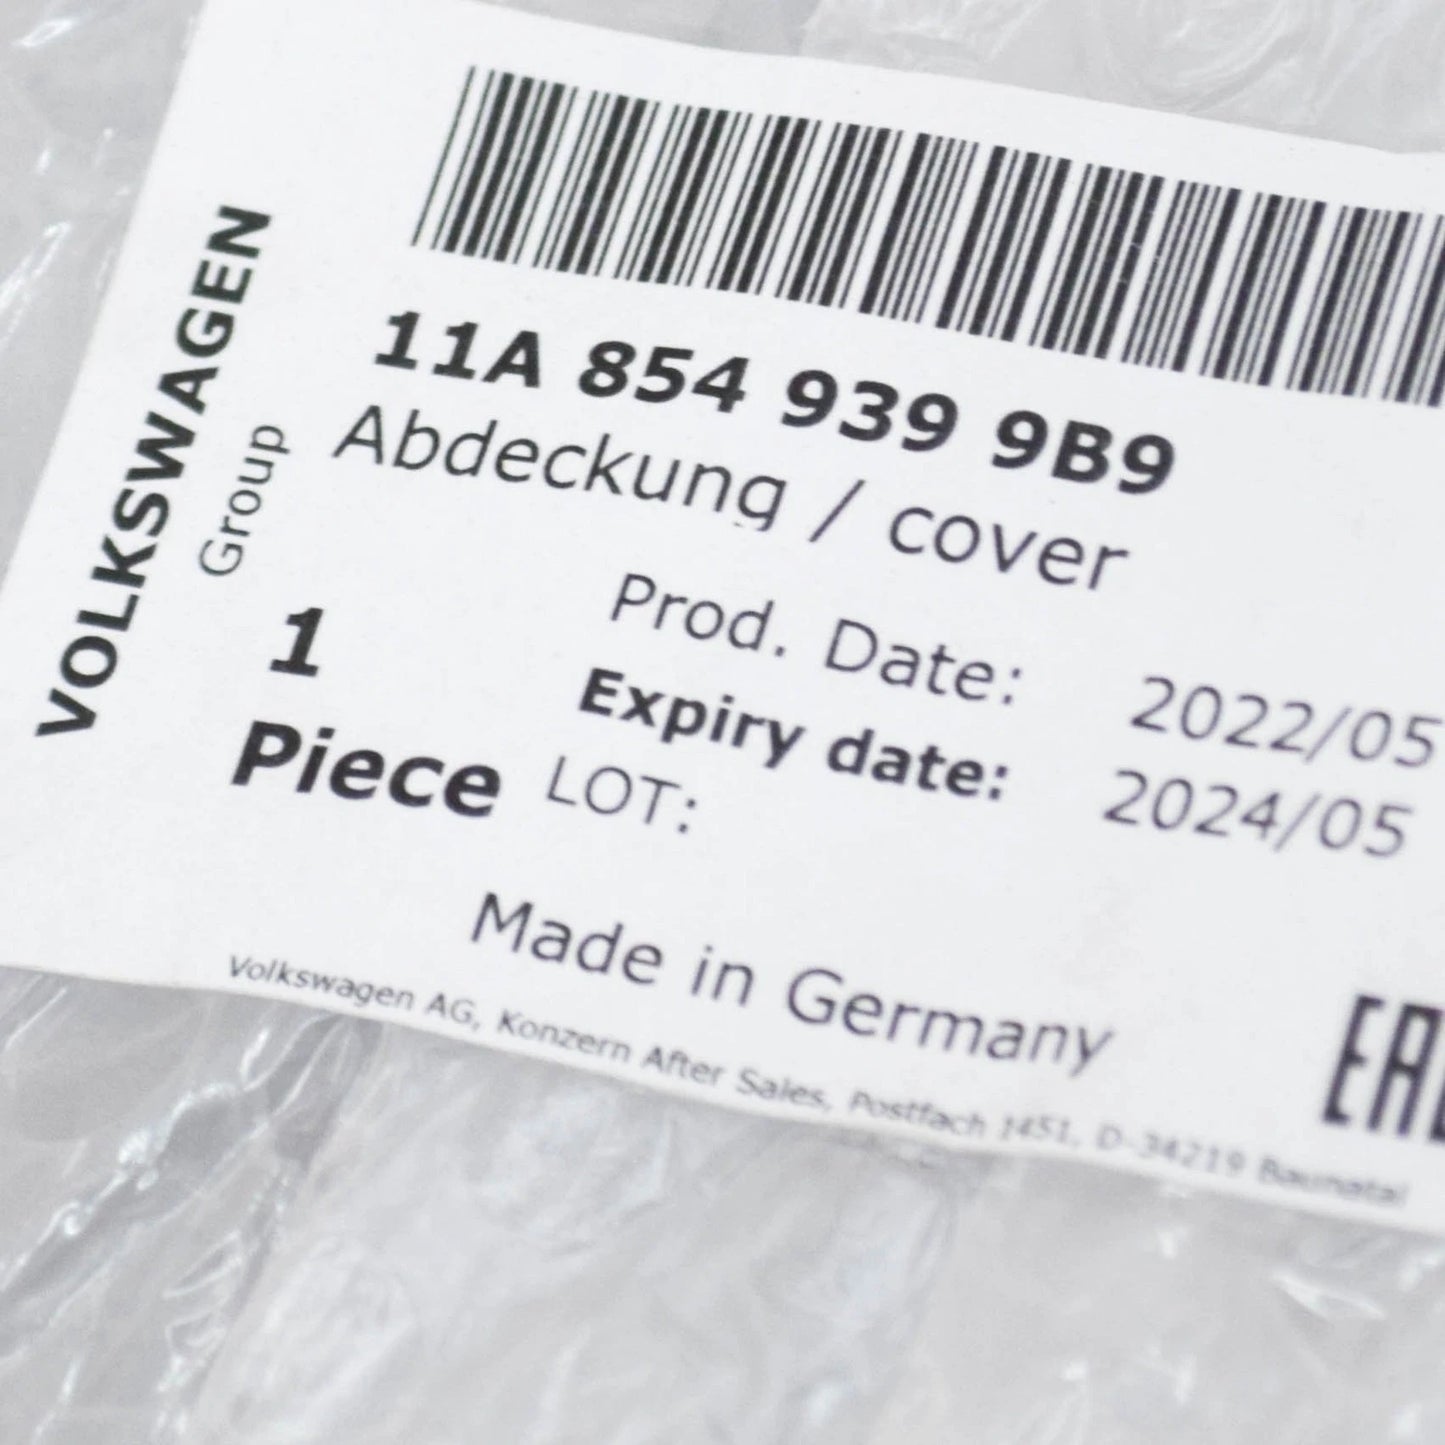 VOLKSWAGEN
Group
11A 854 939 9B9
Abdeckung / cover
Prod. Date: 2022/05
Expiry date: 2024/05
1
Piece
LOT:
Made in Germany
Volkswagen AG, Konzern After Sales, Postfach 1451, D-34219 Baunatal
EAC